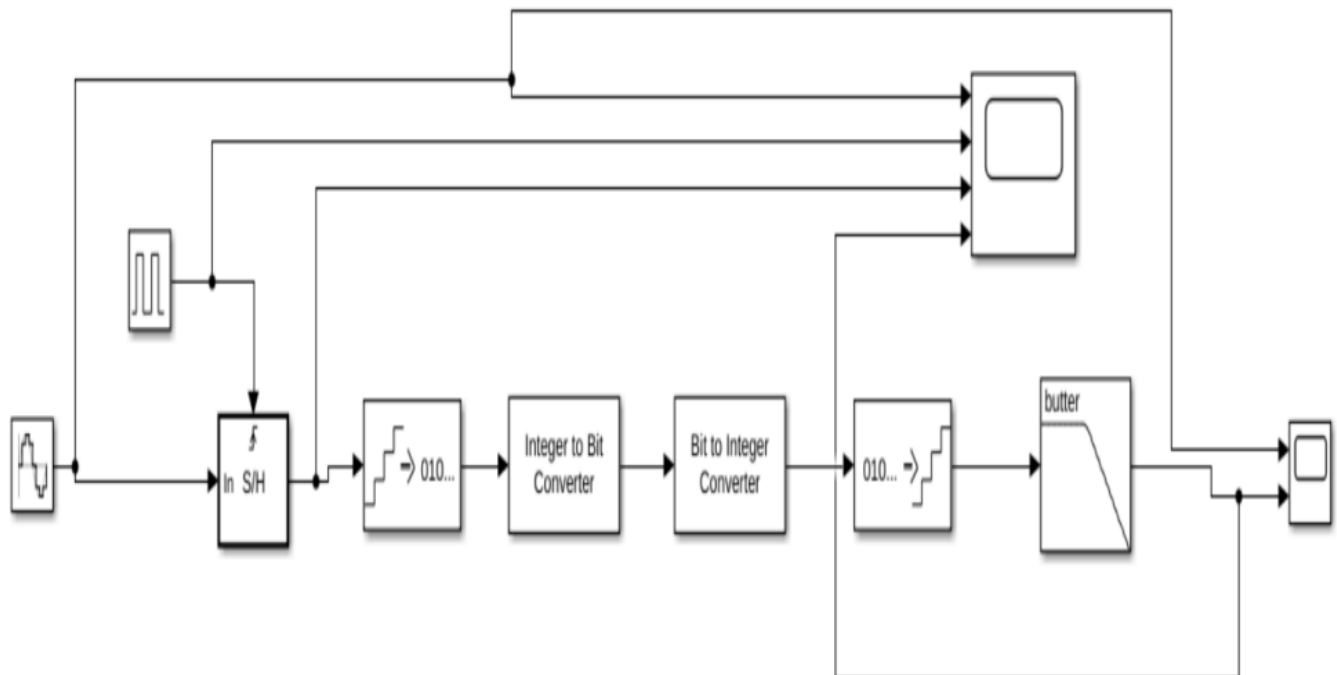 butter
In S/H
010...
Integer to Bit
Converter
Bit to Integer
Converter
010...